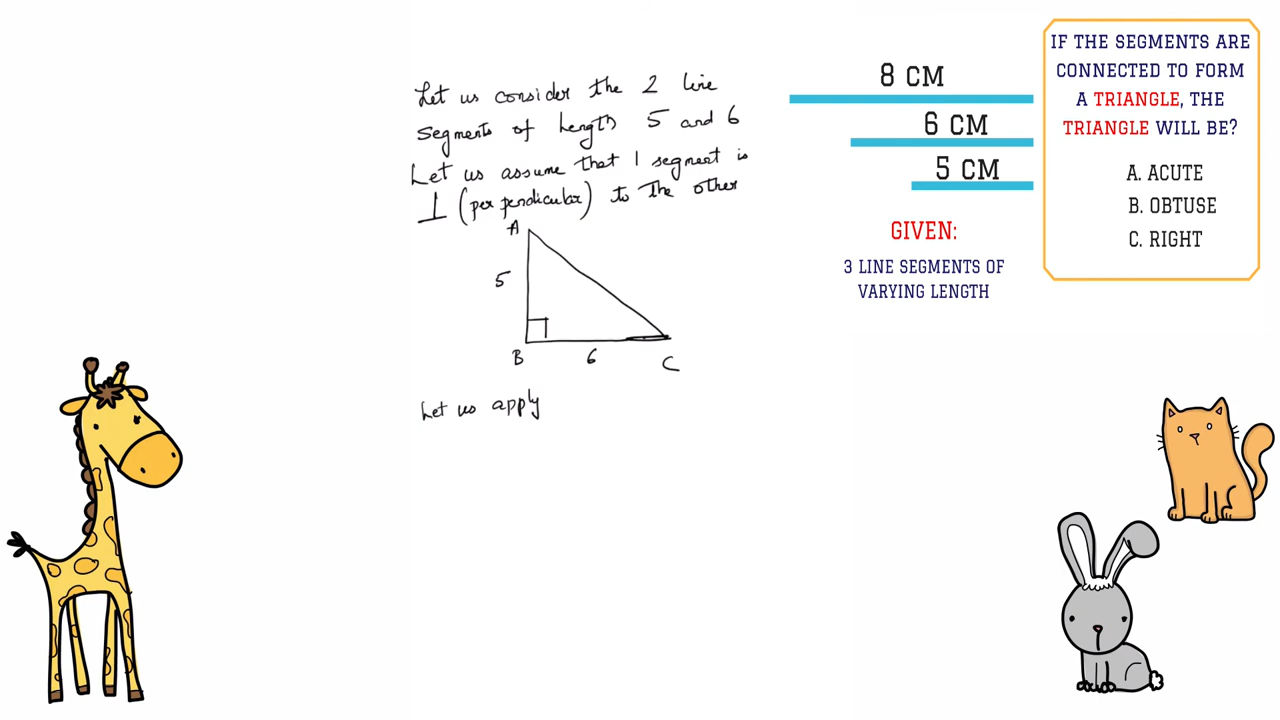 Let us consider the 2 line
segments of length 5 and 6
Let us assume that 1 segment is
⊥ (perpendicular) to the other
A
5
B
6
C
Let us apply
8 CM
6 CM
5 CM
GIVEN:
3 LINE SEGMENTS OF
VARYING LENGTH
IF THE SEGMENTS ARE
CONNECTED TO FORM
A TRIANGLE, THE
TRIANGLE WILL BE?
A. ACUTE
B. OBTUSE
C. RIGHT